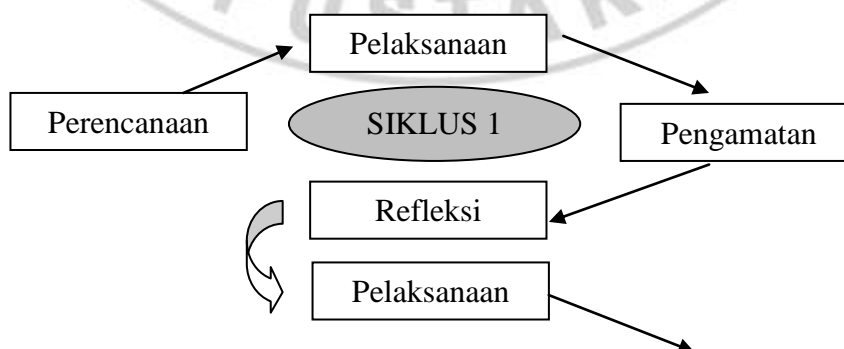 Pelaksanaan
Perencanaan
SIKLUS 1
Pengamatan
Refleksi
Pelaksanaan